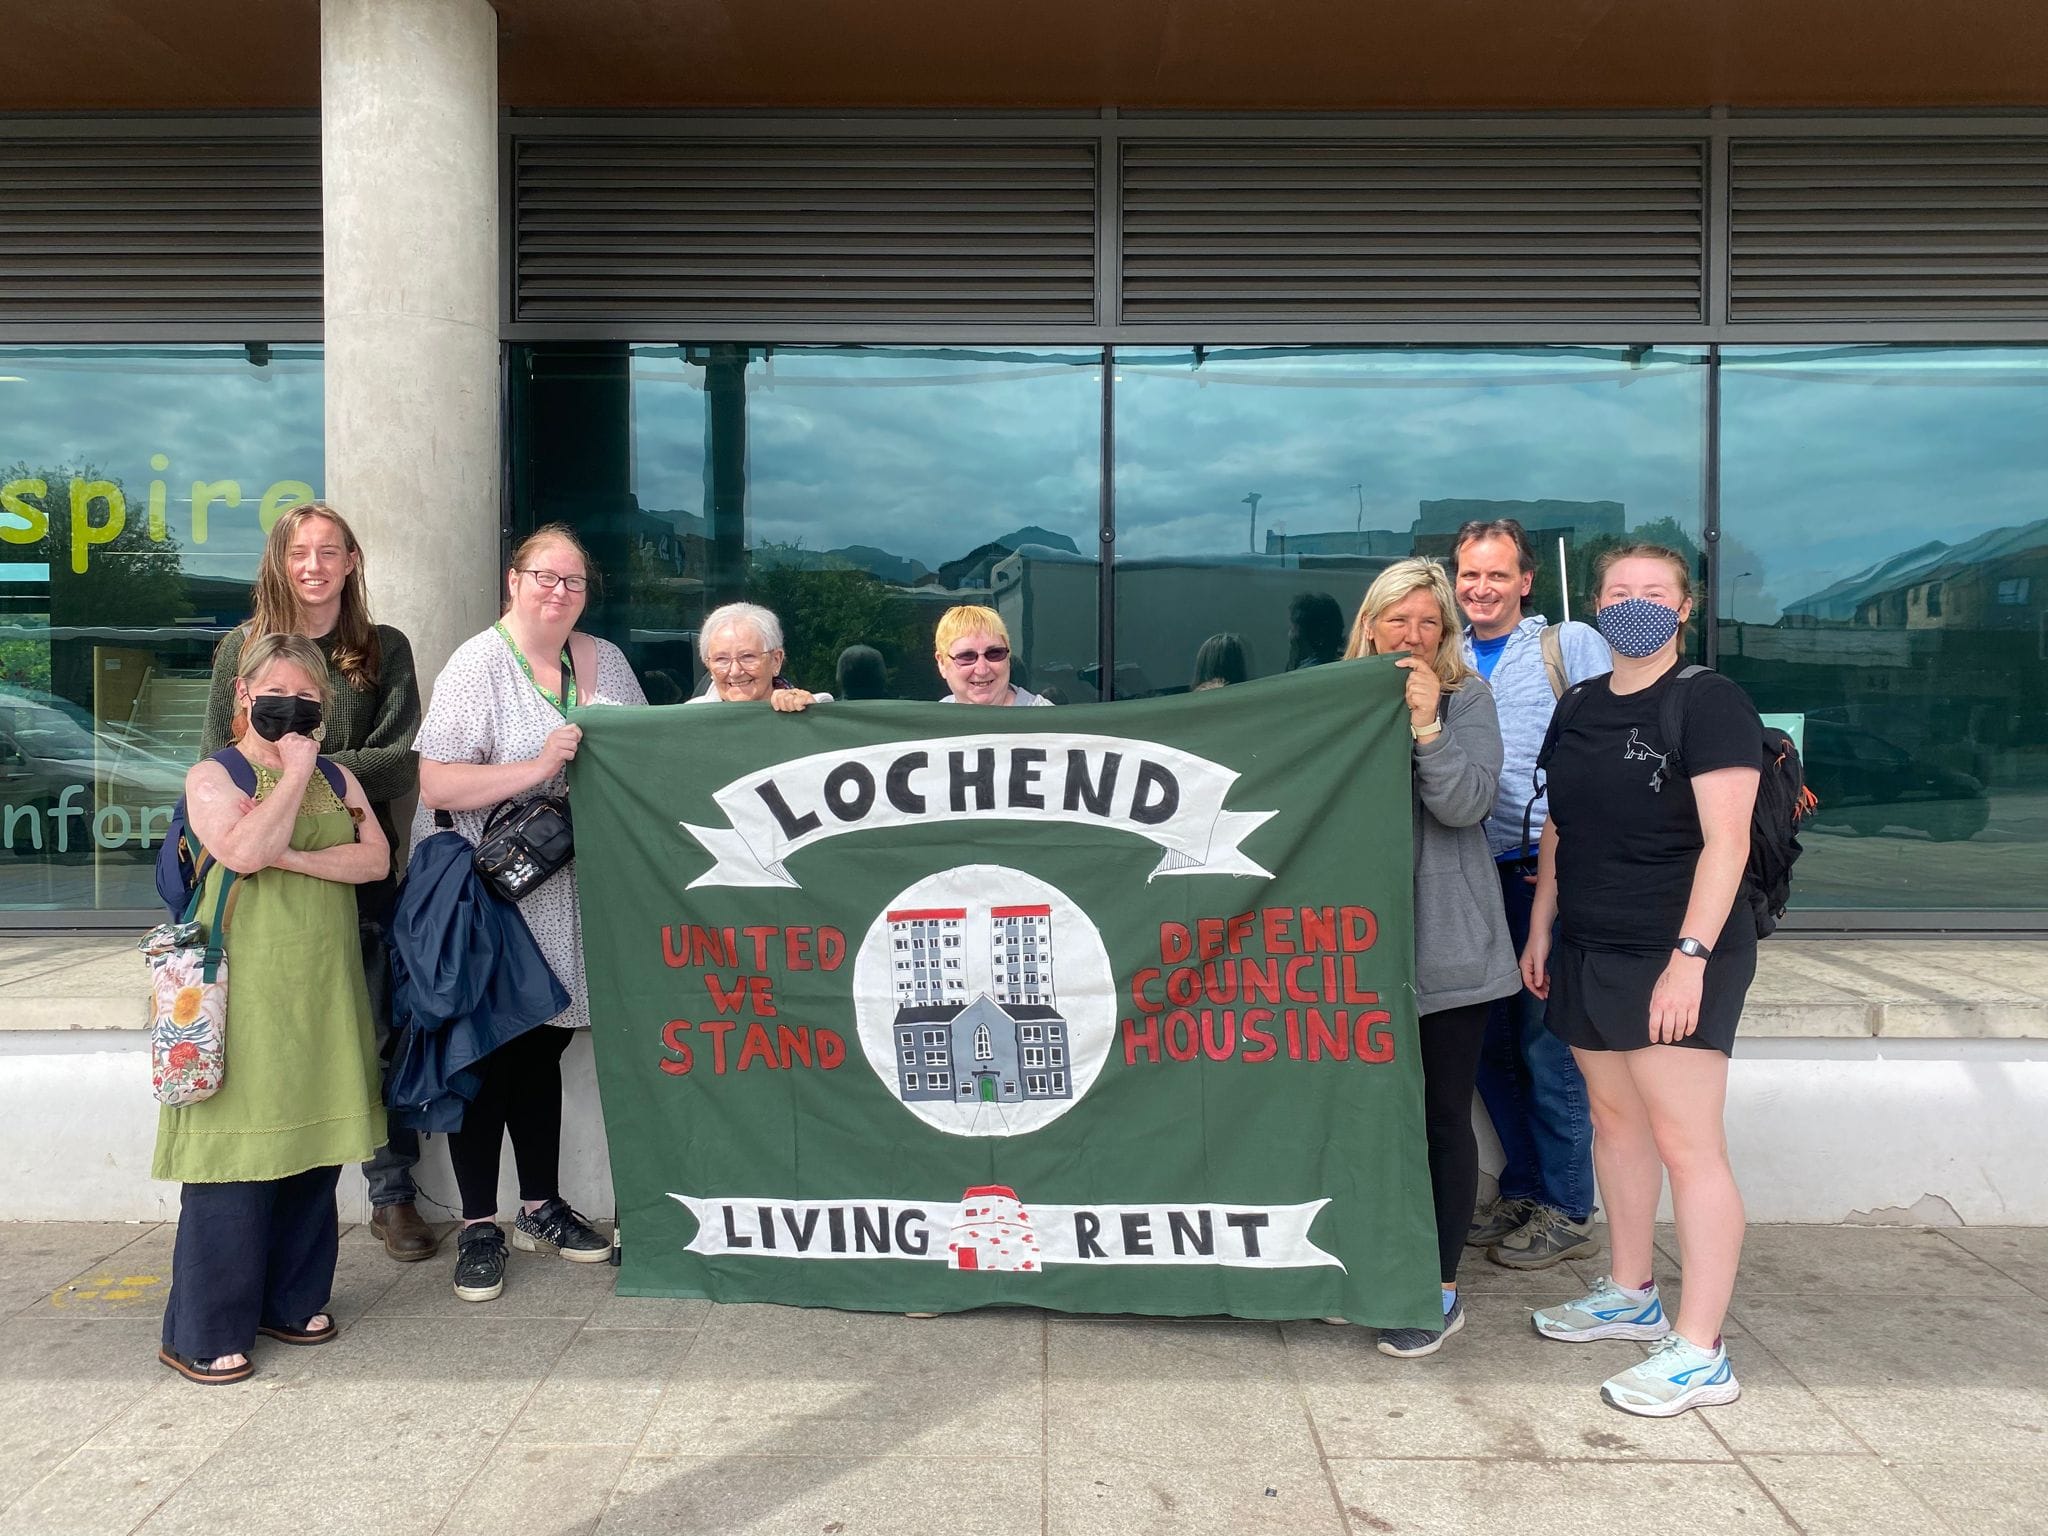 spire
nfor
LOCHEND
UNITED
WE
STAND
DEFEND
COUNCIL
HOUSING
LIVING RENT